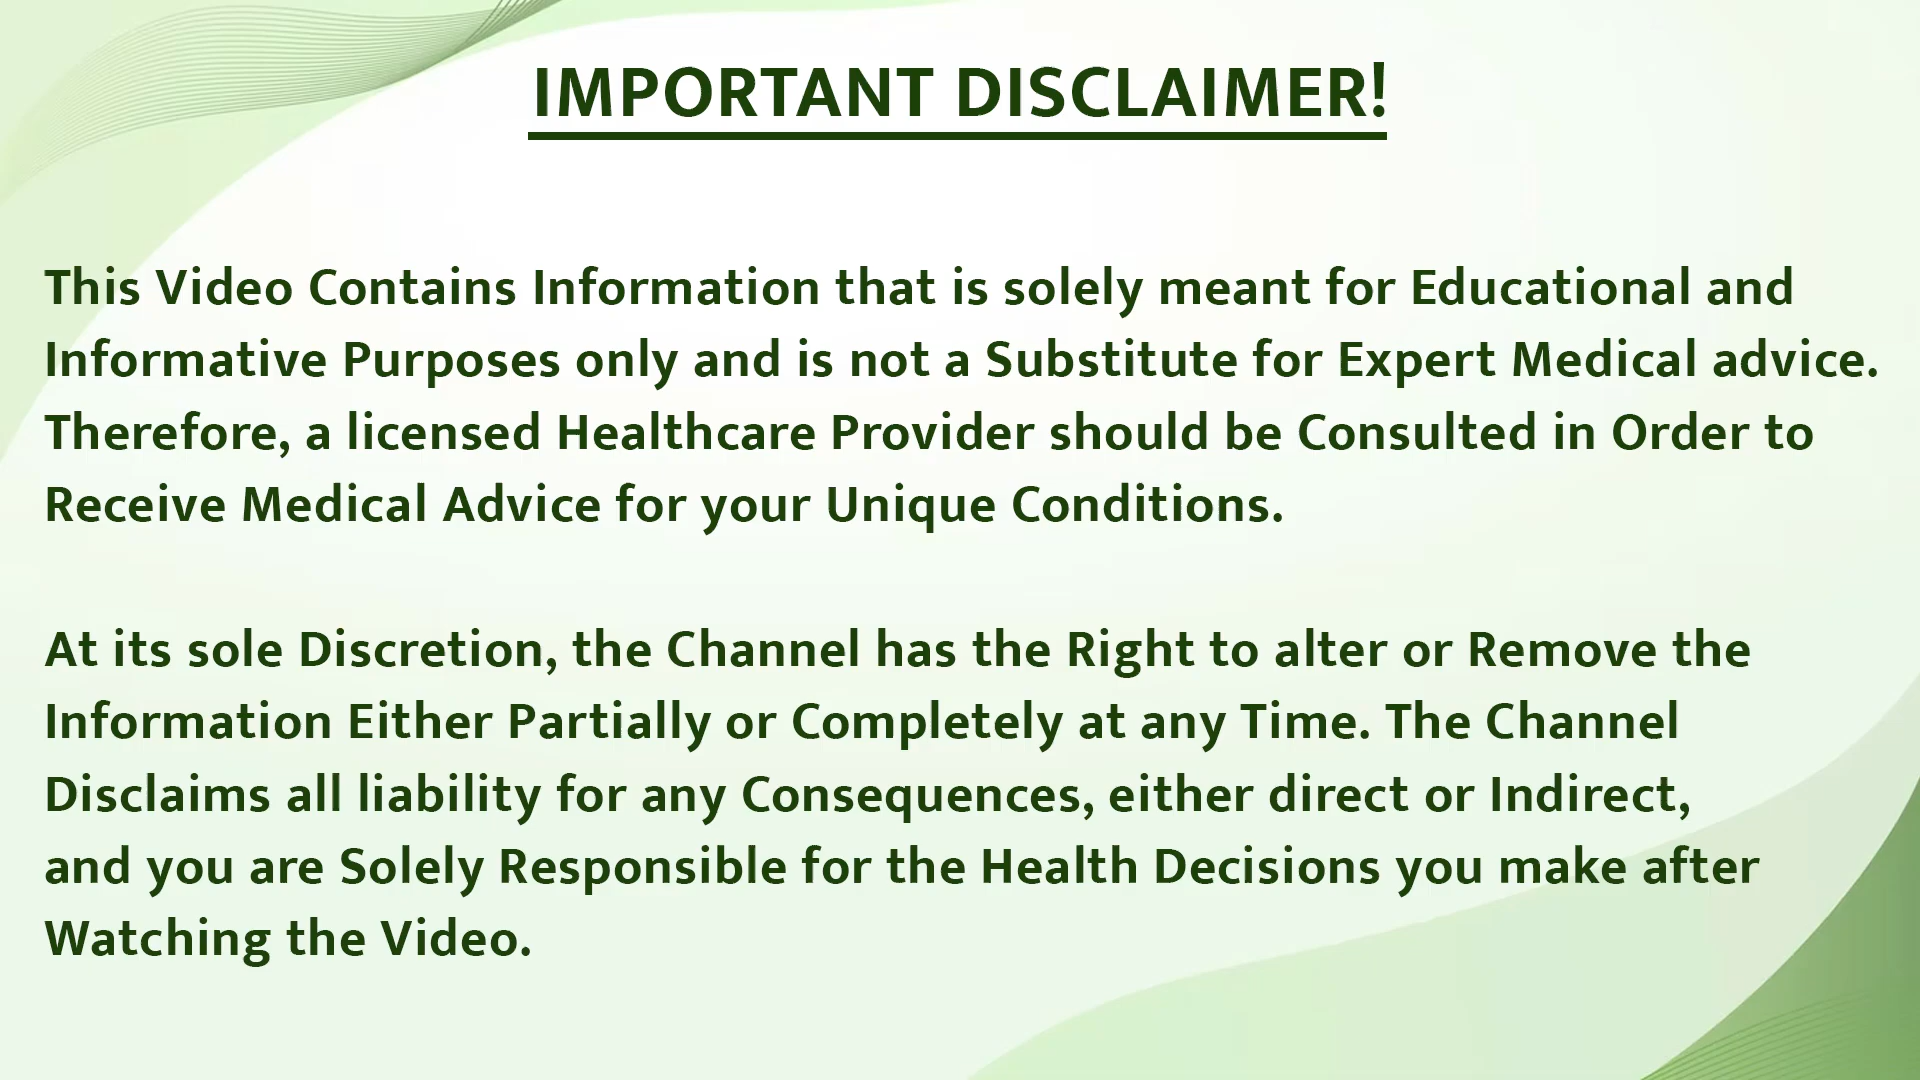 IMPORTANT DISCLAIMER!
This Video Contains Information that is solely meant for Educational and
Informative Purposes only and is not a Substitute for Expert Medical advice.
Therefore, a licensed Healthcare Provider should be Consulted in Order to
Receive Medical Advice for your Unique Conditions.
At its sole Discretion, the Channel has the Right to alter or Remove the
Information Either Partially or Completely at any Time. The Channel
Disclaims all liability for any Consequences, either direct or Indirect,
and you are Solely Responsible for the Health Decisions you make after
Watching the Video.